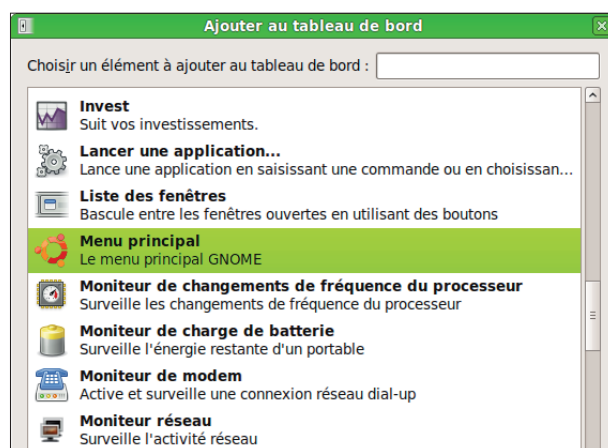 Ajouter au tableau de bord
Choisir un élément à ajouter au tableau de bord :
Invest
Suit vos investissements.
Lancer une application...
Lance une application en saisissant une commande ou en choisissan...
Liste des fenêtres
Bascule entre les fenêtres ouvertes en utilisant des boutons
Menu principal
Le menu principal GNOME
Moniteur de changements de fréquence du processeur
Surveille les changements de fréquence du processeur
Moniteur de charge de batterie
Surveille l'énergie restante d'un portable
Moniteur de modem
Active et surveille une connexion réseau dial-up
Moniteur réseau
Surveille l'activité réseau